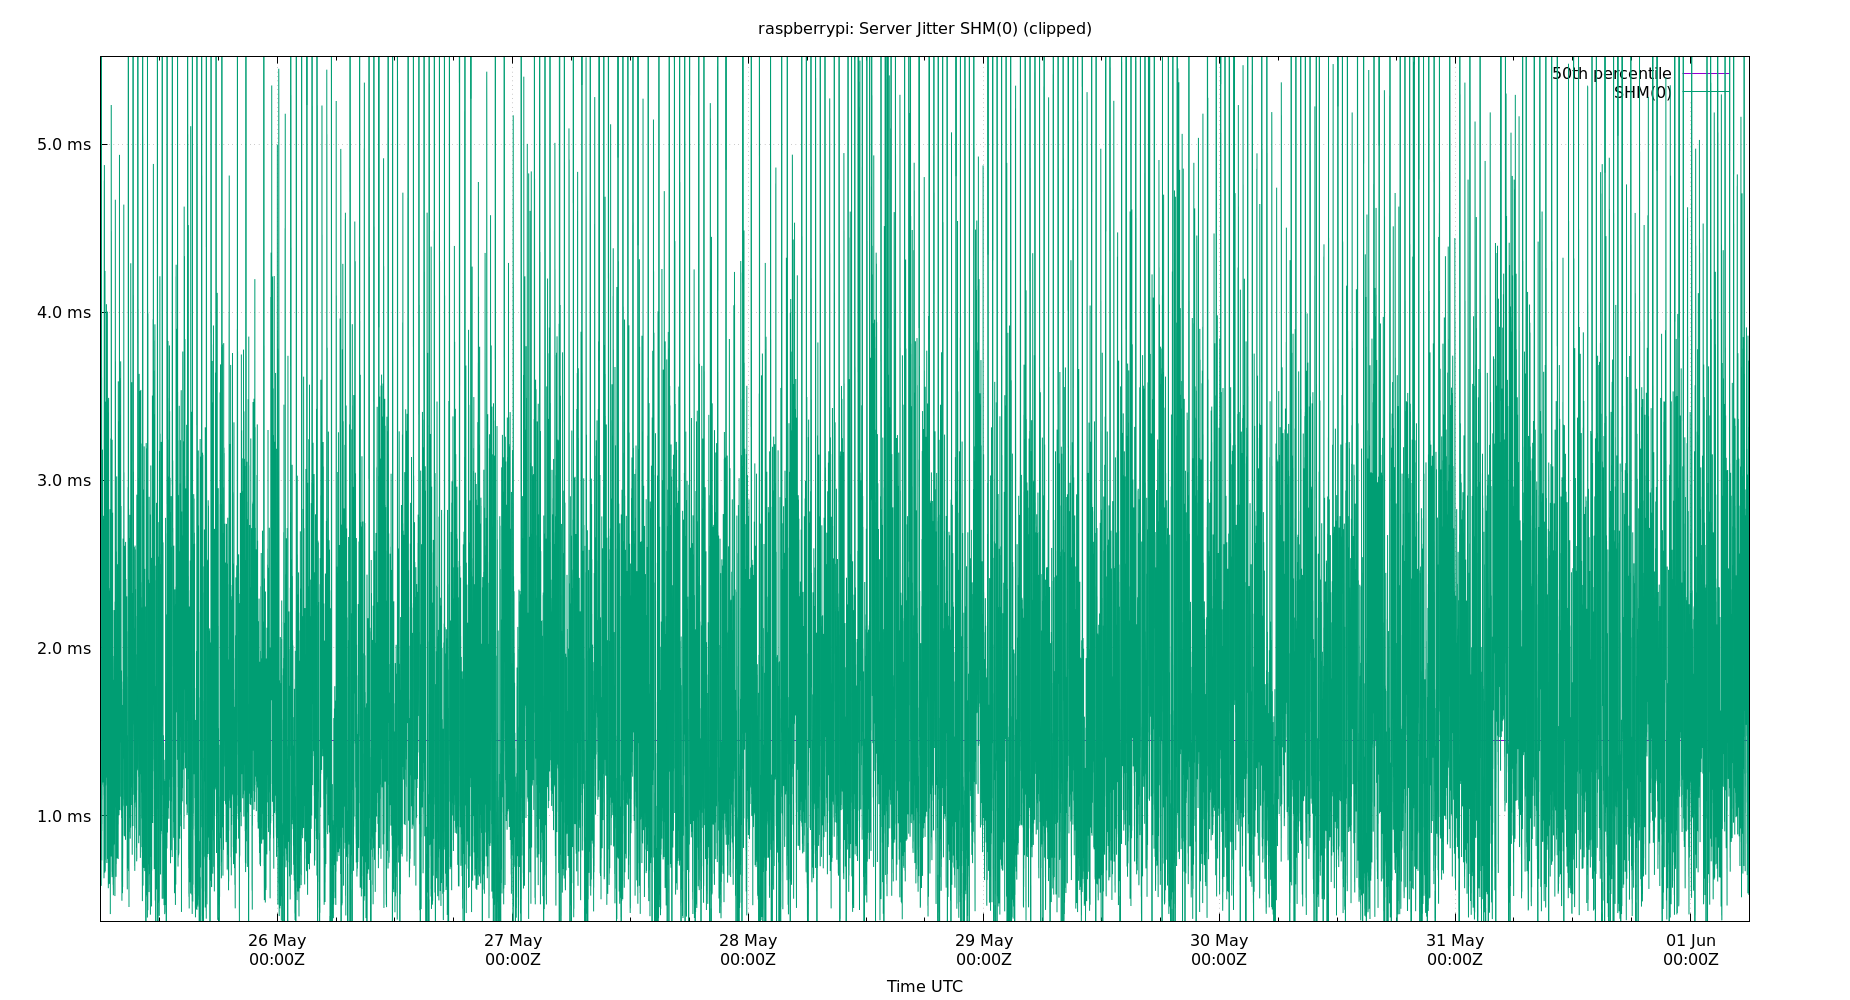 raspberrypi: Server Jitter SHM(0) (clipped)
50th percentile
SHM(0)
5.0 ms
4.0 ms
3.0 ms
2.0 ms
1.0 ms
26 May
00:00Z
27 May
00:00Z
28 May
00:00Z
29 May
00:00Z
30 May
00:00Z
31 May
00:00Z
01 Jun
00:00Z
Time UTC